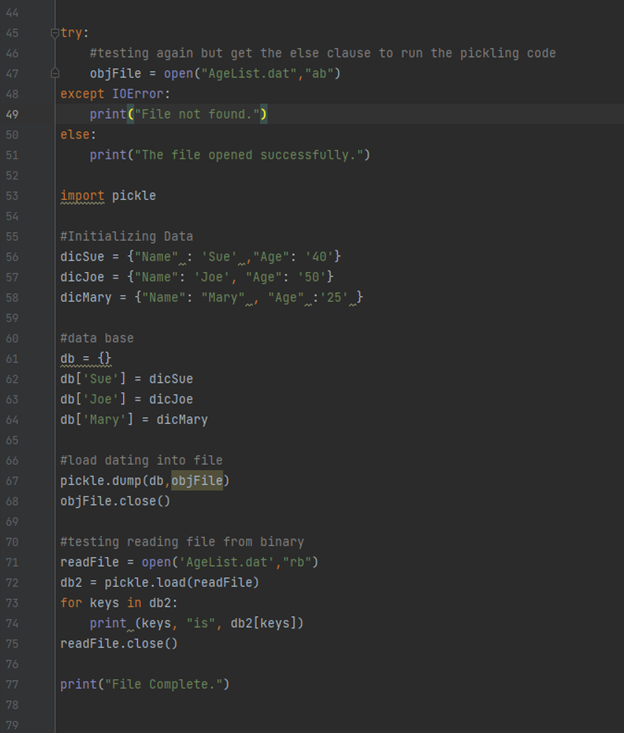 44
45 try:
46 #testing again but get the else clause to run the pickling code
47 objFile = open("AgeList.dat","ab")
48 except IOError:
49 print("File not found.")
50 else:
51 print("The file opened successfully.")
52
53 import pickle
54
55 #Initializing Data
56 dicSue = {"Name" : 'Sue' ,"Age": '40'}
57 dicJoe = {"Name": 'Joe', "Age": '50'}
58 dicMary = {"Name": "Mary" , "Age" :'25' }
59
60 #data base
61 db = {}
62 db['Sue'] = dicSue
63 db['Joe'] = dicJoe
64 db['Mary'] = dicMary
65
66 #load dating into file
67 pickle.dump(db,objFile)
68 objFile.close()
69
70 #testing reading file from binary
71 readFile = open('AgeList.dat',"rb")
72 db2 = pickle.load(readFile)
73 for keys in db2:
74 print (keys, "is", db2[keys])
75 readFile.close()
76
77 print("File Complete.")
78
79